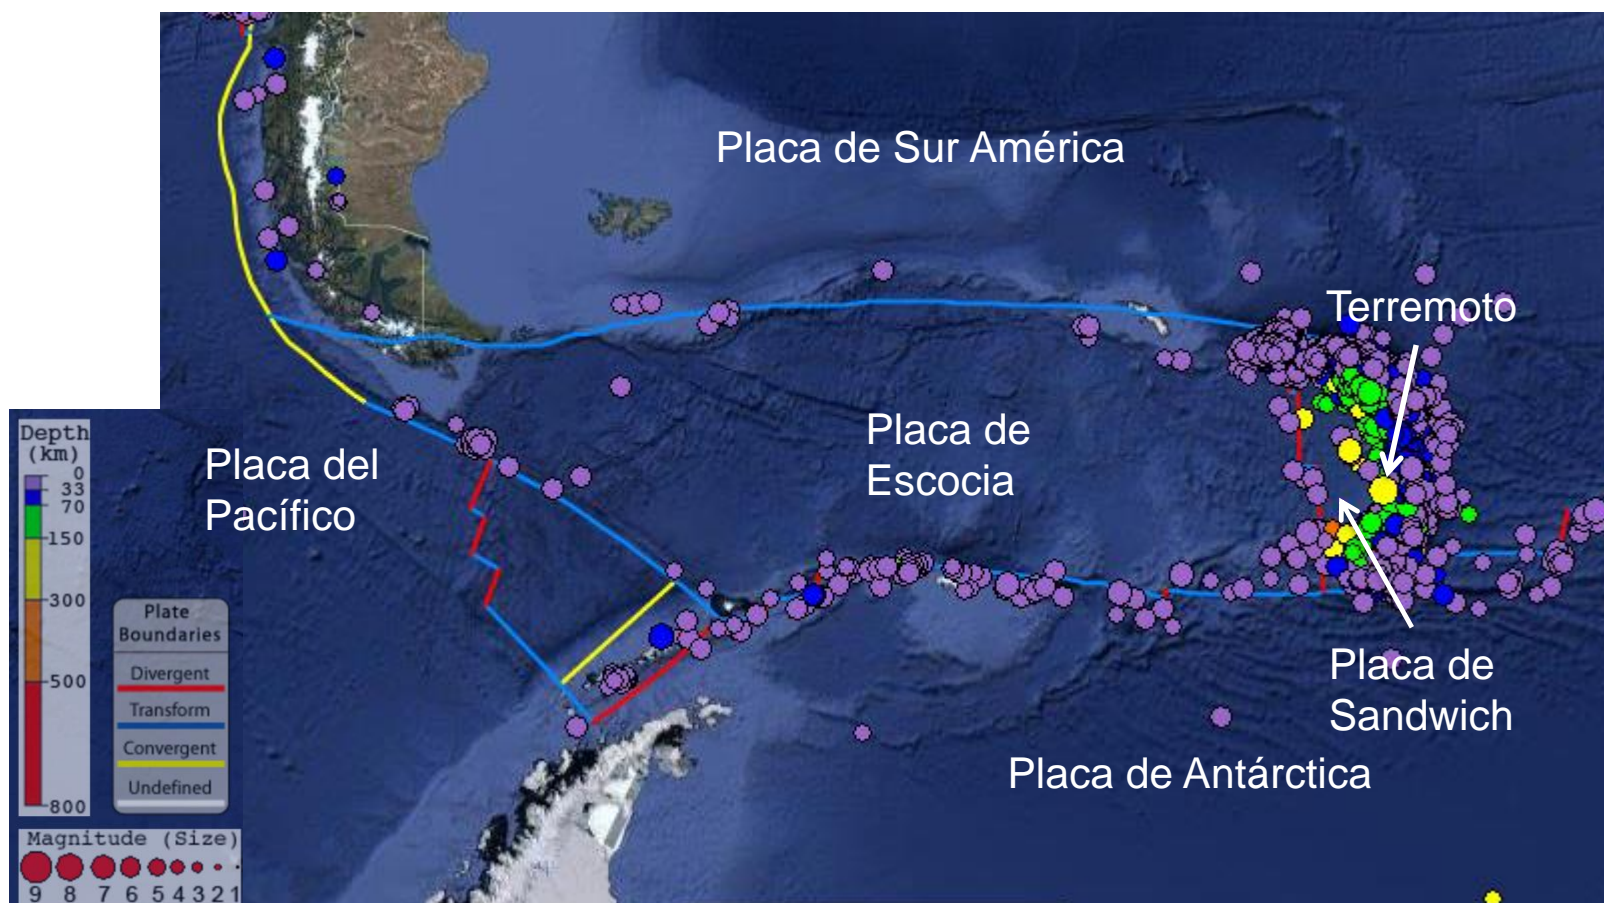 Placa de Sur América
Terremoto
Placa de
Escocia
Placa del
Pacífico
Placa de
Sandwich
Placa de Antárctica
Depth
(km)
0
33
70
150
300
500
800
Plate
Boundaries
Divergent
Transform
Convergent
Undefined
Magnitude (Size)
9 8 7 6 5 4 3 2 1